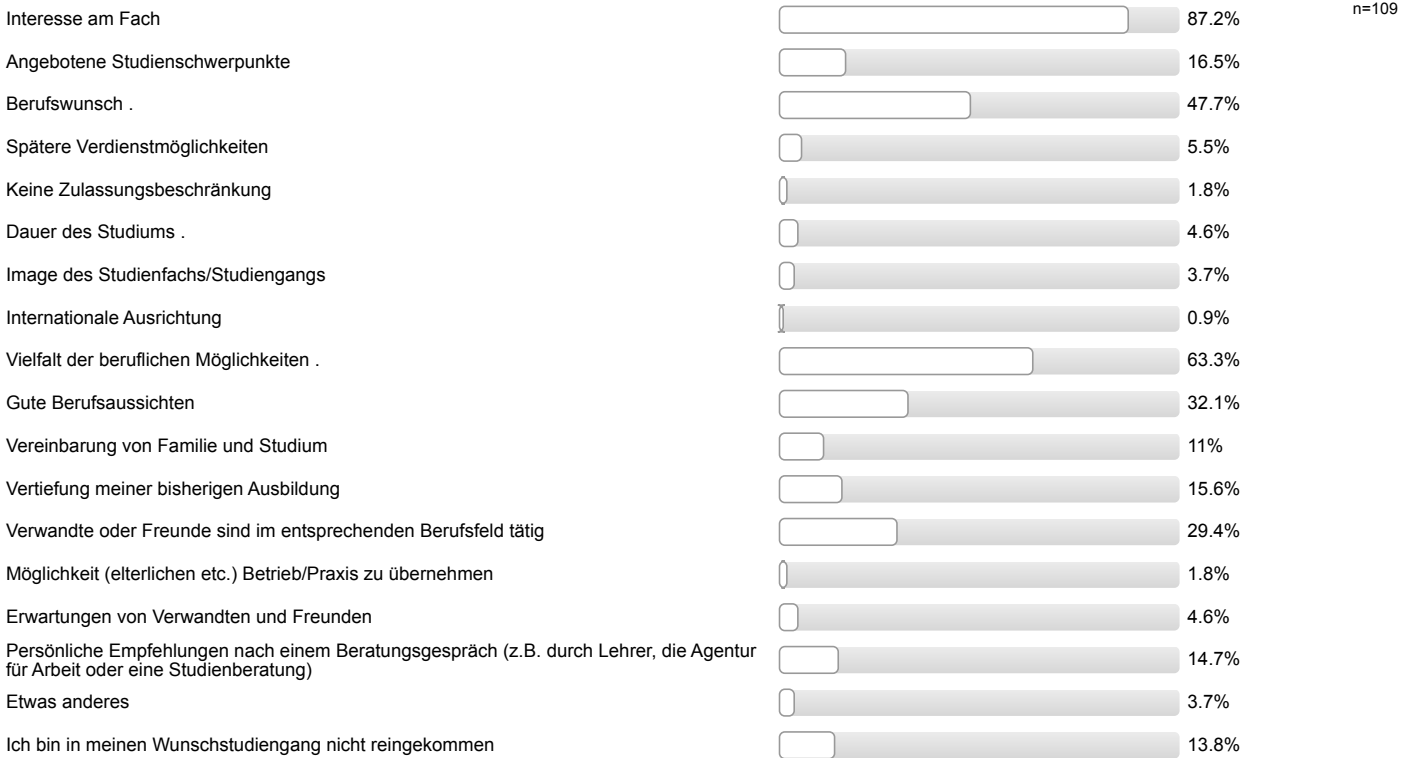 Interesse am Fach 87.2% n=109
Angebotene Studienschwerpunkte 16.5%
Berufswunsch . 47.7%
Spätere Verdienstmöglichkeiten 5.5%
Keine Zulassungsbeschränkung 1.8%
Dauer des Studiums . 4.6%
Image des Studienfachs/Studiengangs 3.7%
Internationale Ausrichtung 0.9%
Vielfalt der beruflichen Möglichkeiten . 63.3%
Gute Berufsaussichten 32.1%
Vereinbarung von Familie und Studium 11%
Vertiefung meiner bisherigen Ausbildung 15.6%
Verwandte oder Freunde sind im entsprechenden Berufsfeld tätig 29.4%
Möglichkeit (elterlichen etc.) Betrieb/Praxis zu übernehmen 1.8%
Erwartungen von Verwandten und Freunden 4.6%
Persönliche Empfehlungen nach einem Beratungsgespräch (z.B. durch Lehrer, die Agentur
für Arbeit oder eine Studienberatung) 14.7%
Etwas anderes 3.7%
Ich bin in meinen Wunschstudiengang nicht reingekommen 13.8%